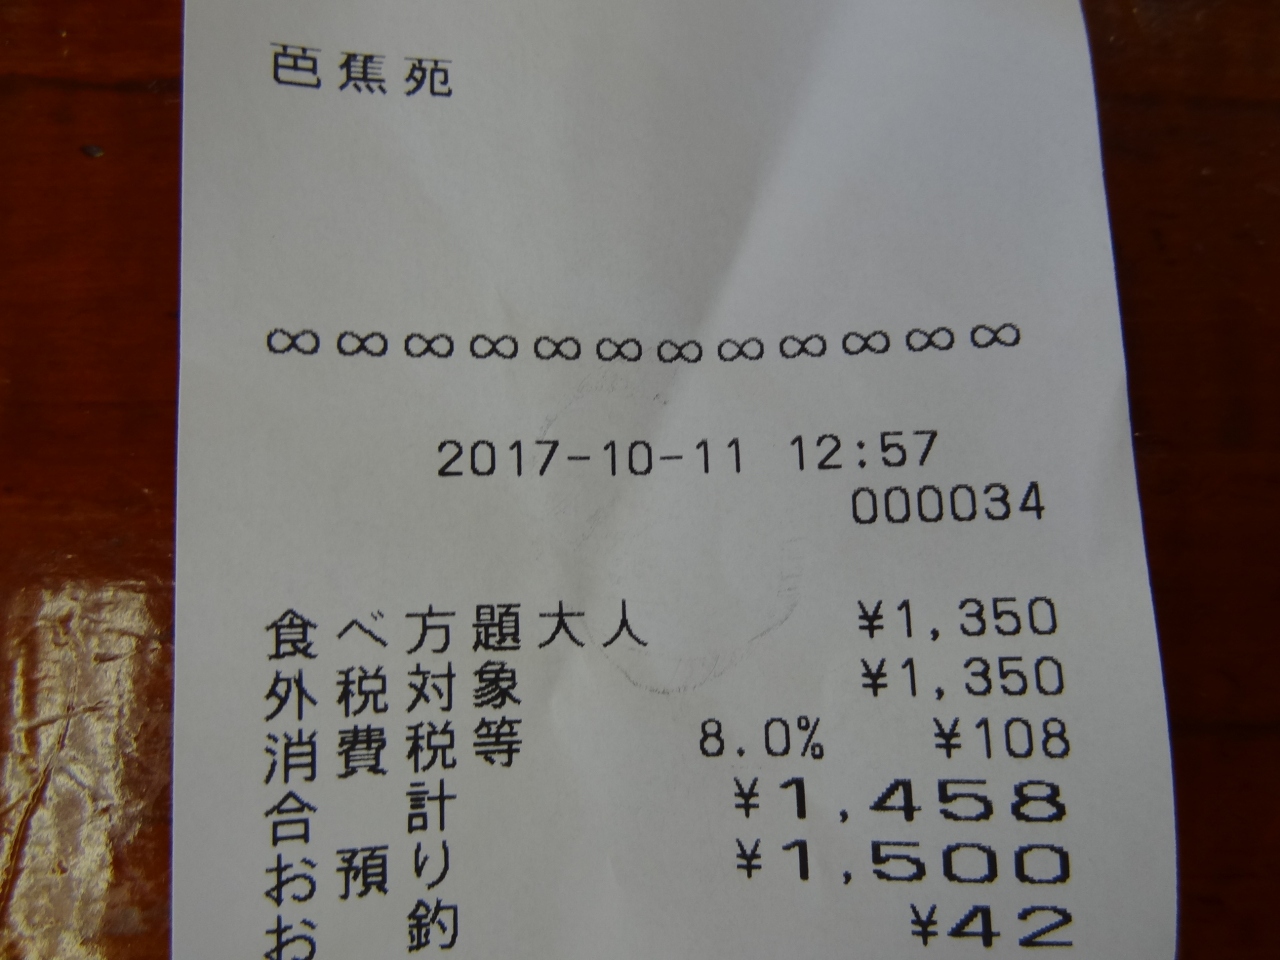 芭蕉苑
∞∞∞∞∞∞∞∞∞∞∞∞
2017-10-11 12:57
000034
食べ方題大人 ¥1,350
外税対象 ¥1,350
消費税等 8.0% ¥108
合 計 ¥1,458
お預り ¥1,500
お 釣 ¥42